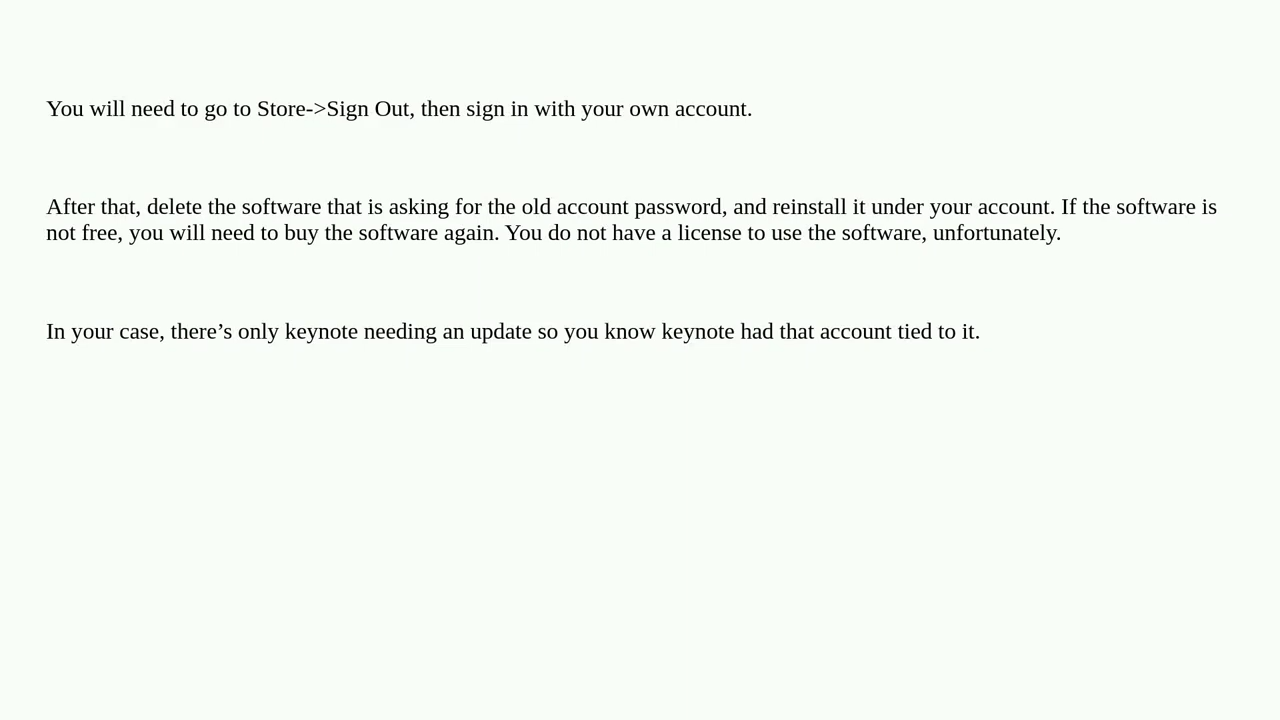 You will need to go to Store->Sign Out, then sign in with your own account.
After that, delete the software that is asking for the old account password, and reinstall it under your account. If the software is
not free, you will need to buy the software again. You do not have a license to use the software, unfortunately.
In your case, there’s only keynote needing an update so you know keynote had that account tied to it.